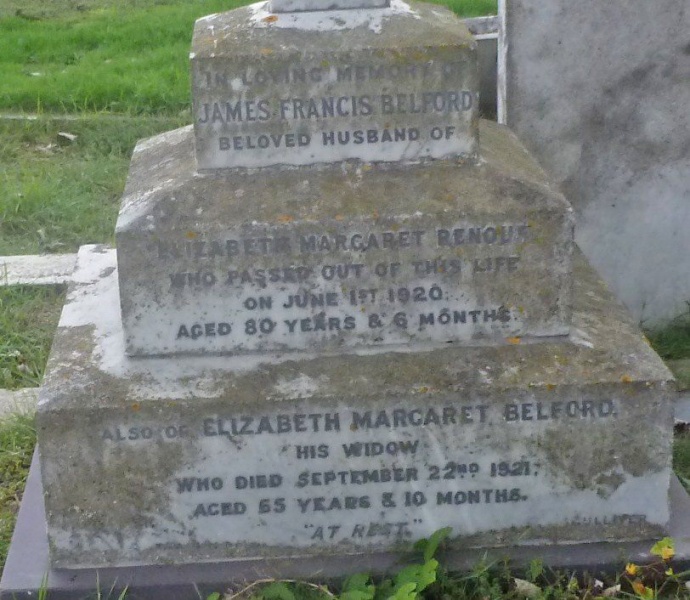 IN LOVING MEMORY OF
JAMES FRANCIS BELFORD
BELOVED HUSBAND OF
ELIZABETH MARGARET RENOUF
WHO PASSED OUT OF THIS LIFE
ON JUNE 1ST 1920.
AGED 80 YEARS & 6 MONTHS.
ALSO OF ELIZABETH MARGARET BELFORD.
HIS WIDOW
WHO DIED SEPTEMBER 22ND 1921.
AGED 65 YEARS & 10 MONTHS.
"AT REST."